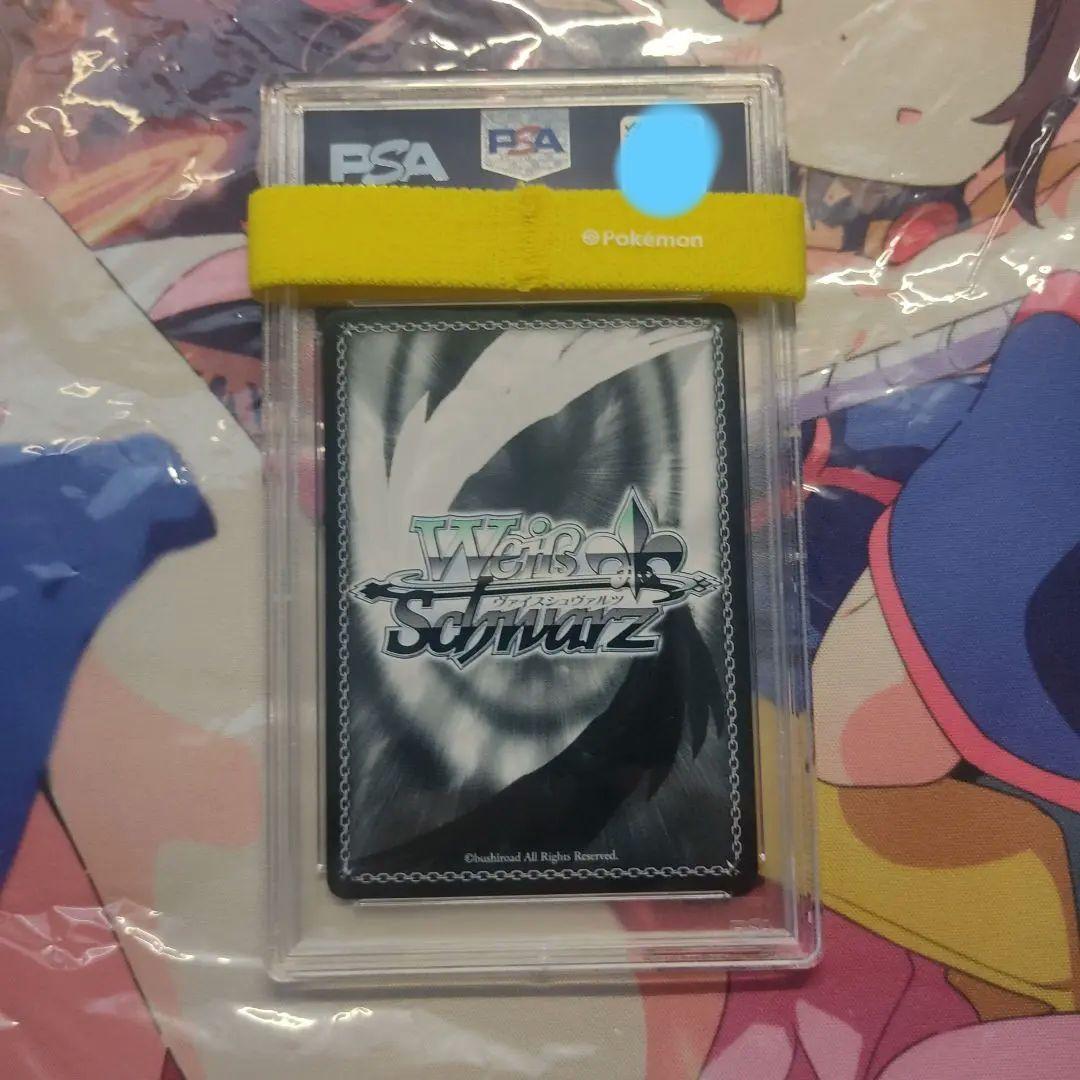 PSA
PSA
Pokémon
Weiß
ヴァイスシュヴァルツ
Schwarz
©bushiroad All Rights Reserved.